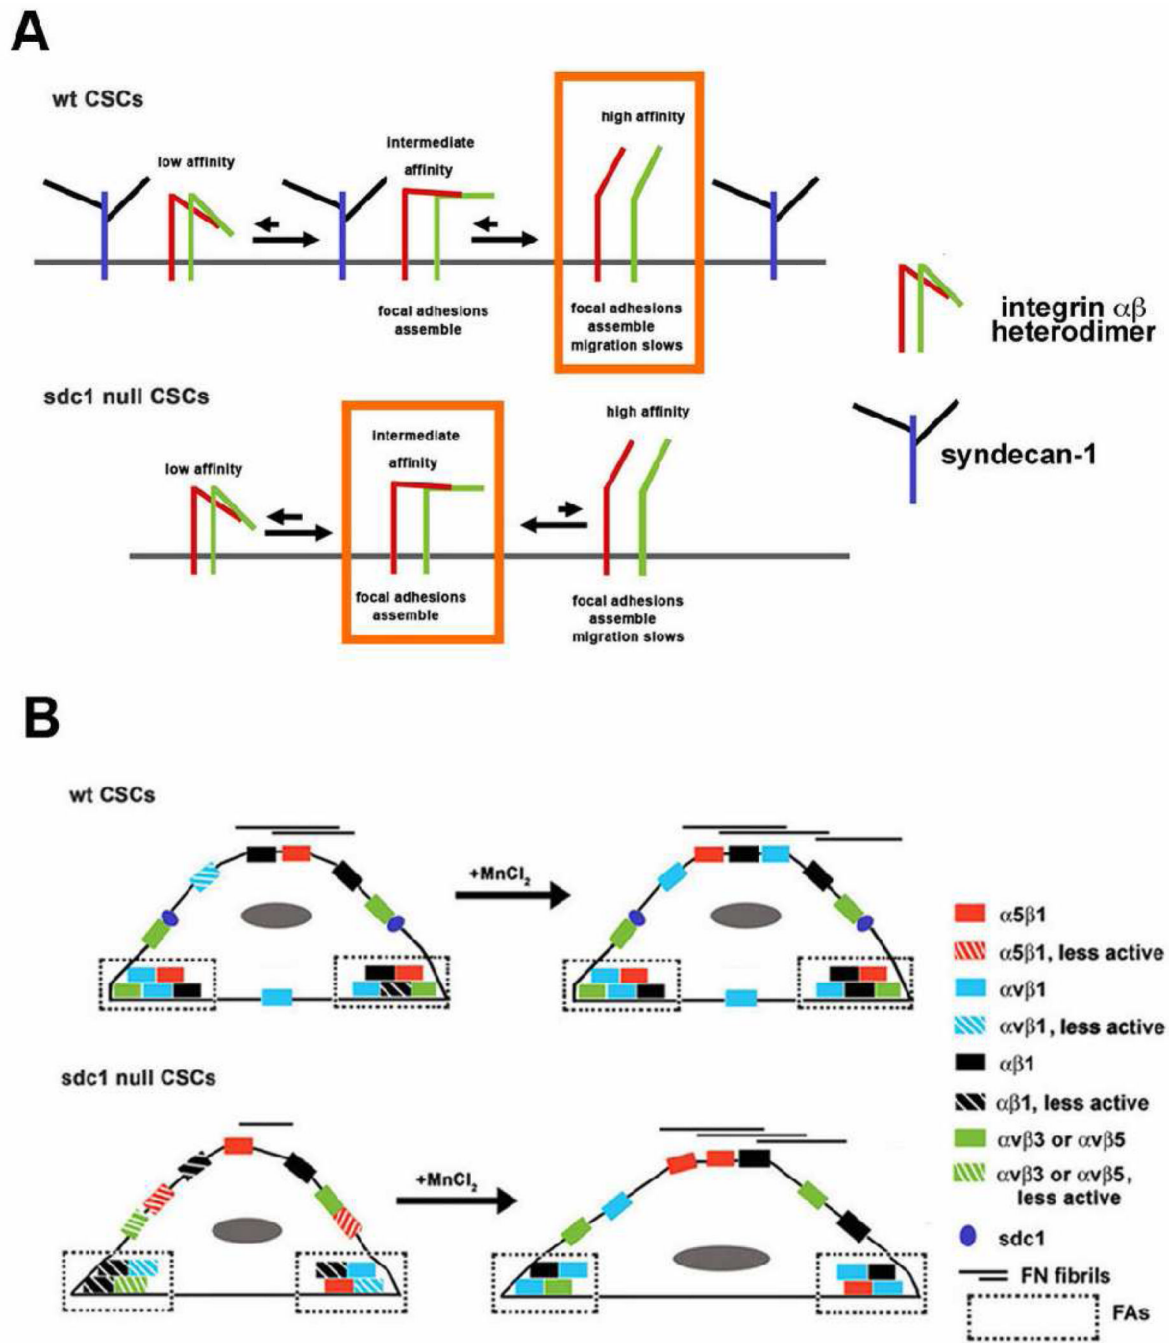 A
wt CSCs
low affinity
intermediate
affinity
high affinity
focal adhesions
assemble
focal adhesions
assemble
migration slows
integrin αβ
heterodimer
syndecan-1
sdc1 null CSCs
low affinity
intermediate
affinity
high affinity
focal adhesions
assemble
focal adhesions
assemble
migration slows
B
wt CSCs
+MnCl₂
sdc1 null CSCs
+MnCl₂
α5β1
α5β1, less active
αvβ1
αvβ1, less active
αβ1
αβ1, less active
αvβ3 or αvβ5
αvβ3 or αvβ5,
less active
sdc1
FN fibrils
FAs